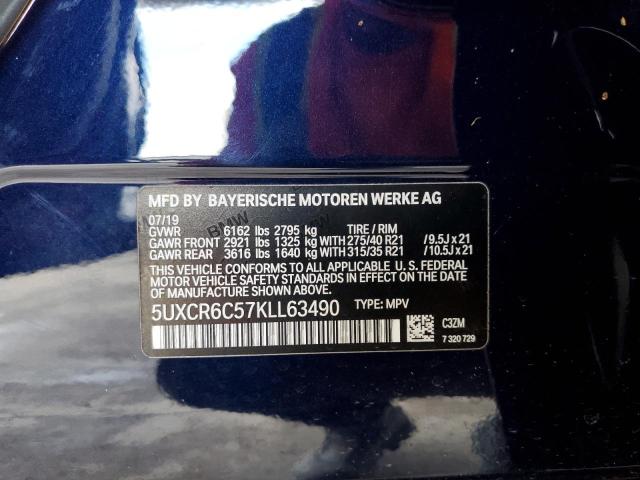 MFD BY BAYERISCHE MOTOREN WERKE AG
07/19
GVWR 6162 lbs 2795 kg TIRE / RIM
GAWR FRONT 2921 lbs 1325 kg WITH 275/40 R21 /9.5J x 21
GAWR REAR 3616 lbs 1640 kg WITH 315/35 R21 /10.5J x 21
THIS VEHICLE CONFORMS TO ALL APPLICABLE U. S. FEDERAL
MOTOR VEHICLE SAFETY STANDARDS IN EFFECT ON THE DATE
OF MANUFACTURE SHOWN ABOVE.
5UXCR6C57KLL63490 TYPE: MPV
C3ZM
7 320 729
BMW